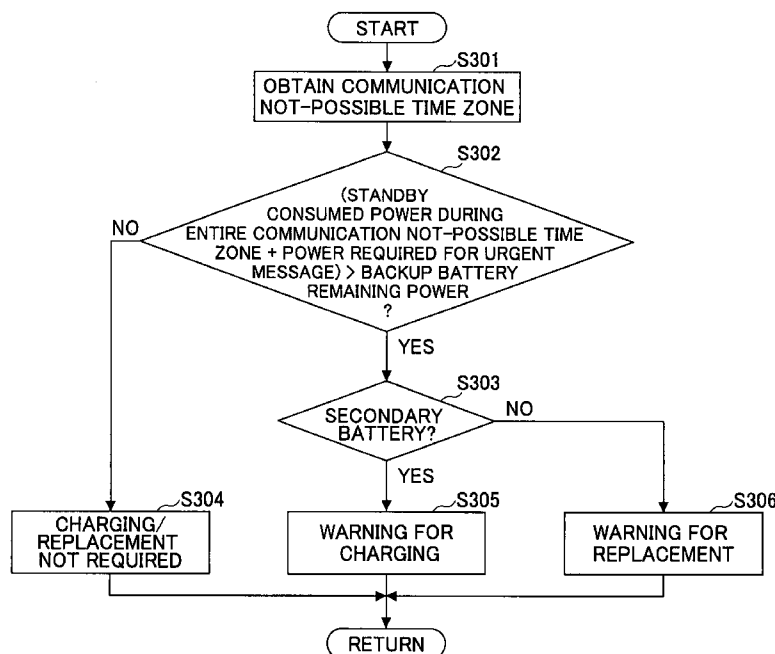 START
S301
OBTAIN COMMUNICATION
NOT-POSSIBLE TIME ZONE
S302
(STANDBY
CONSUMED POWER DURING
ENTIRE COMMUNICATION NOT-POSSIBLE TIME
ZONE + POWER REQUIRED FOR URGENT
MESSAGE) > BACKUP BATTERY
REMAINING POWER
?
NO
YES
S303
SECONDARY
BATTERY?
NO
YES
S304
CHARGING/
REPLACEMENT
NOT REQUIRED
S305
WARNING FOR
CHARGING
S306
WARNING FOR
REPLACEMENT
RETURN